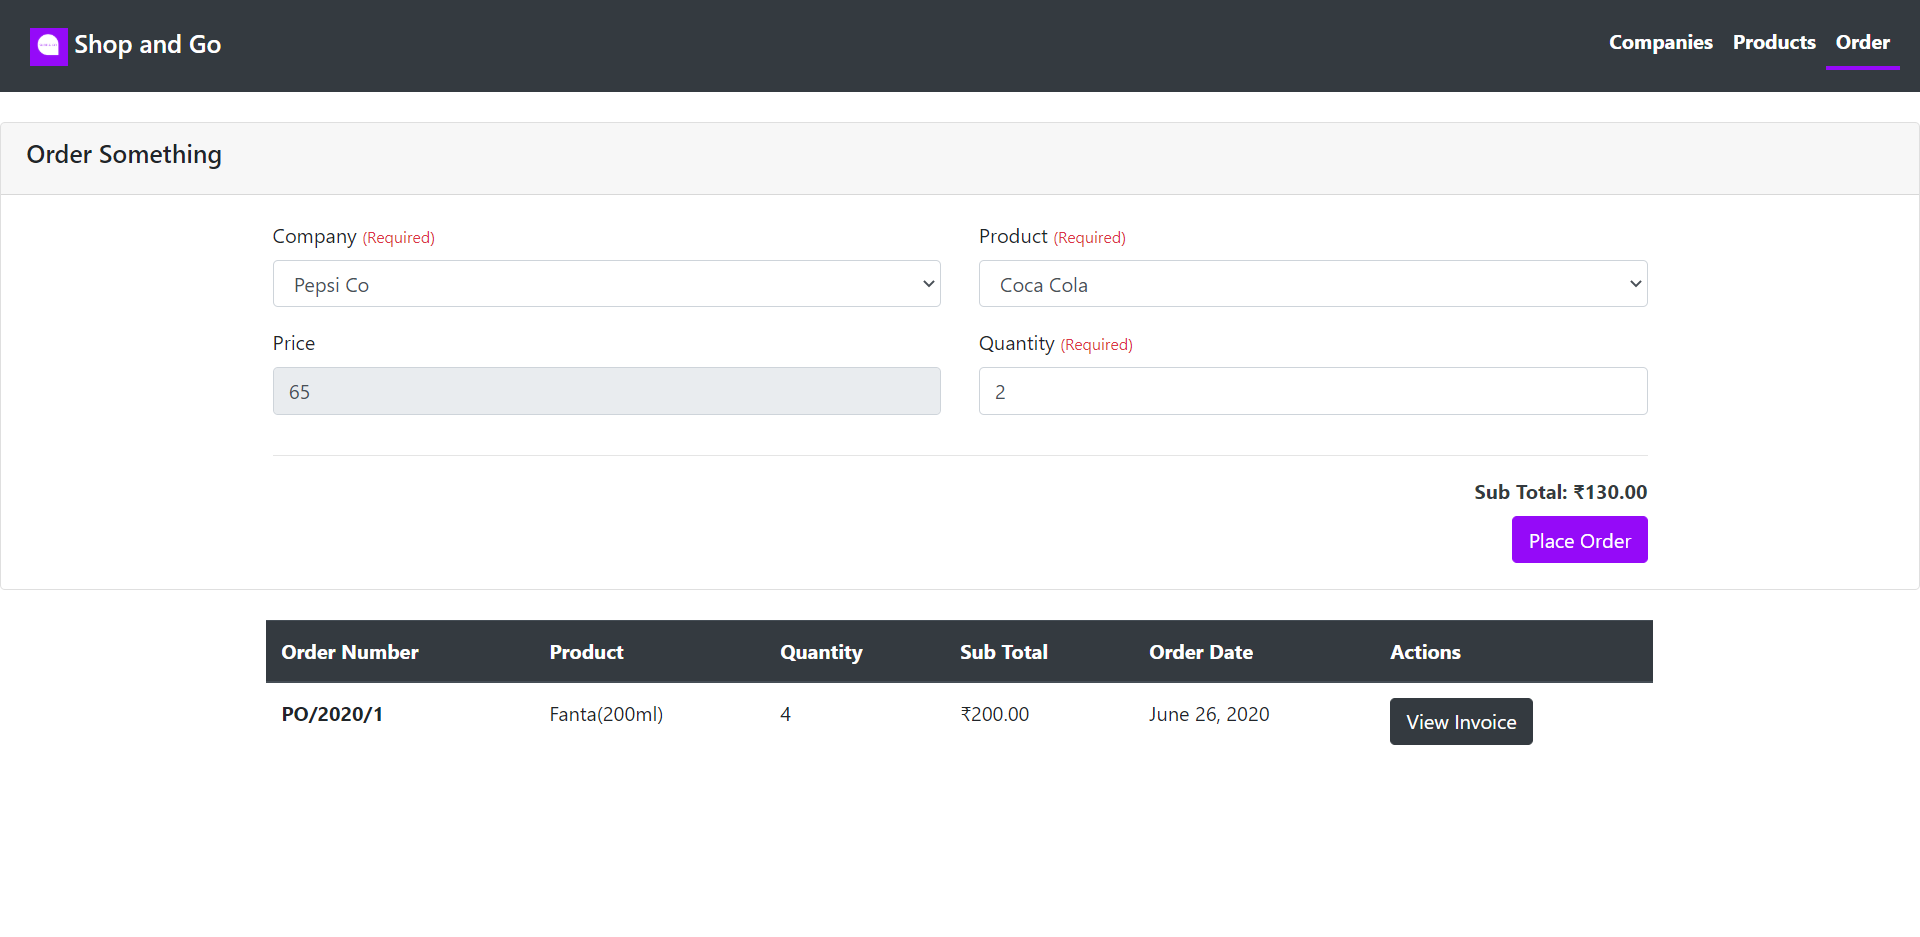 Shop and Go
Companies Products Order
Order Something
Company (Required)
Product (Required)
Pepsi Co
Coca Cola
Price
Quantity (Required)
65
2
Sub Total: ₹130.00
Place Order
Order Number Product Quantity Sub Total Order Date Actions
PO/2020/1 Fanta(200ml) 4 ₹200.00 June 26, 2020 View Invoice